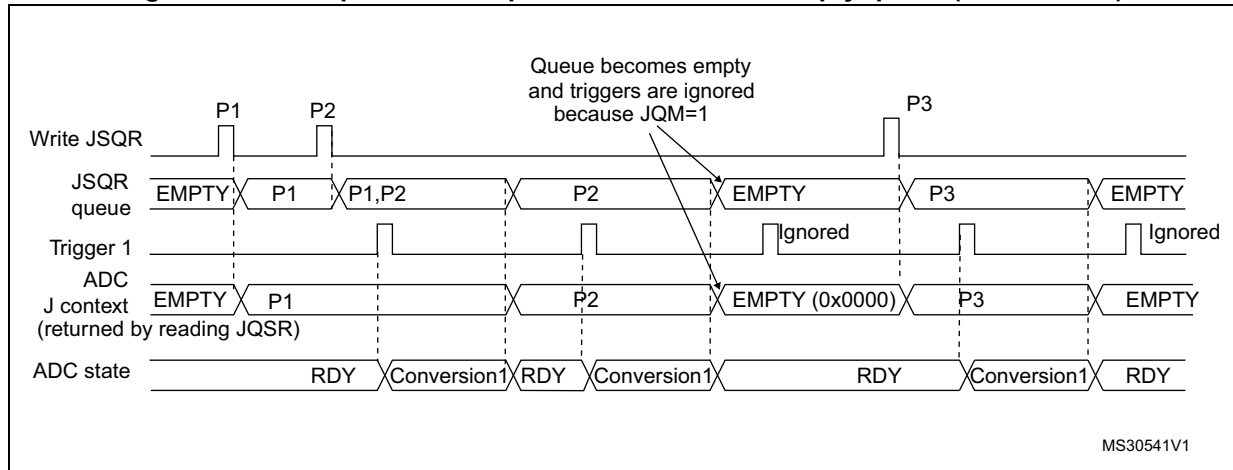 Queue becomes empty
and triggers are ignored
because JQM=1
P1
P2
P3
Write JSQR
JSQR
queue
EMPTY
P1
P1,P2
P2
EMPTY
P3
EMPTY
Trigger 1
Ignored
Ignored
ADC
J context
(returned by reading JQSR)
EMPTY
P1
P2
EMPTY (0x0000)
P3
EMPTY
ADC state
RDY
Conversion1
RDY
Conversion1
RDY
Conversion1
RDY
MS30541V1